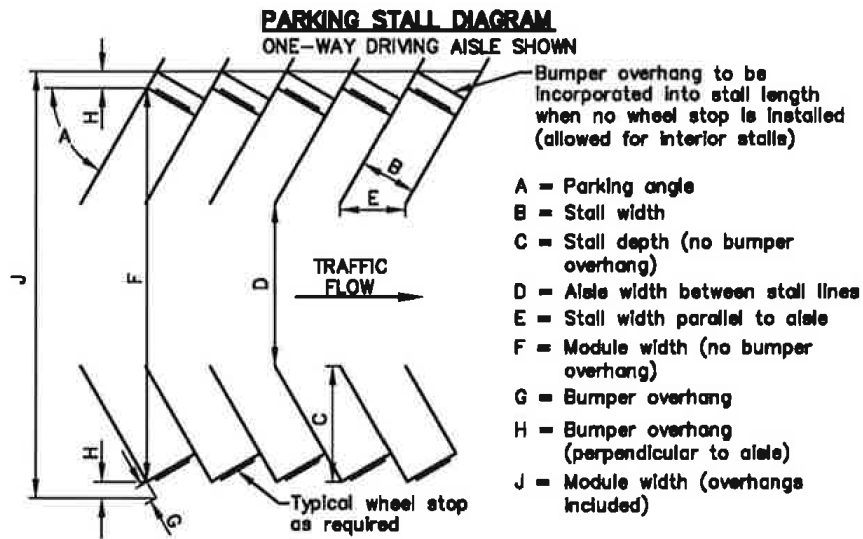 PARKING STALL DIAGRAM
ONE-WAY DRIVING AISLE SHOWN
Bumper overhang to be
incorporated into stall length
when no wheel stop is installed
(allowed for interior stalls)
H
A
B
E
A = Parking angle
B = Stall width
C = Stall depth (no bumper
overhang)
D = Aisle width between stall lines
E = Stall width parallel to aisle
F = Module width (no bumper
overhang)
G = Bumper overhang
H = Bumper overhang
(perpendicular to aisle)
J = Module width (overhangs
included)
J
F
D
TRAFFIC
FLOW
C
H
G
Typical wheel stop
as required